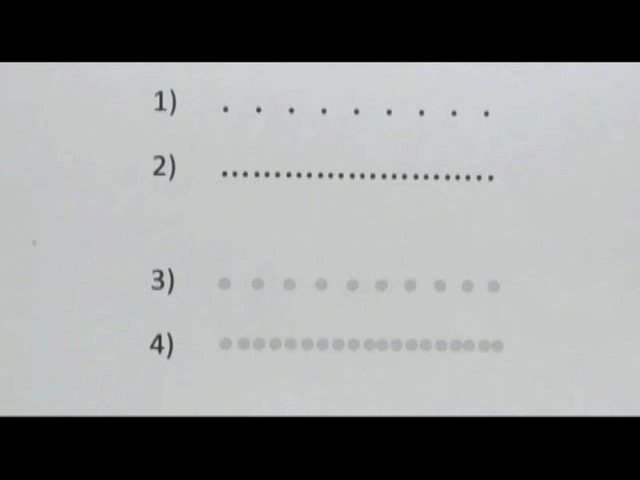 1) . . . . . . . . .
2) ..........................
3)
4)